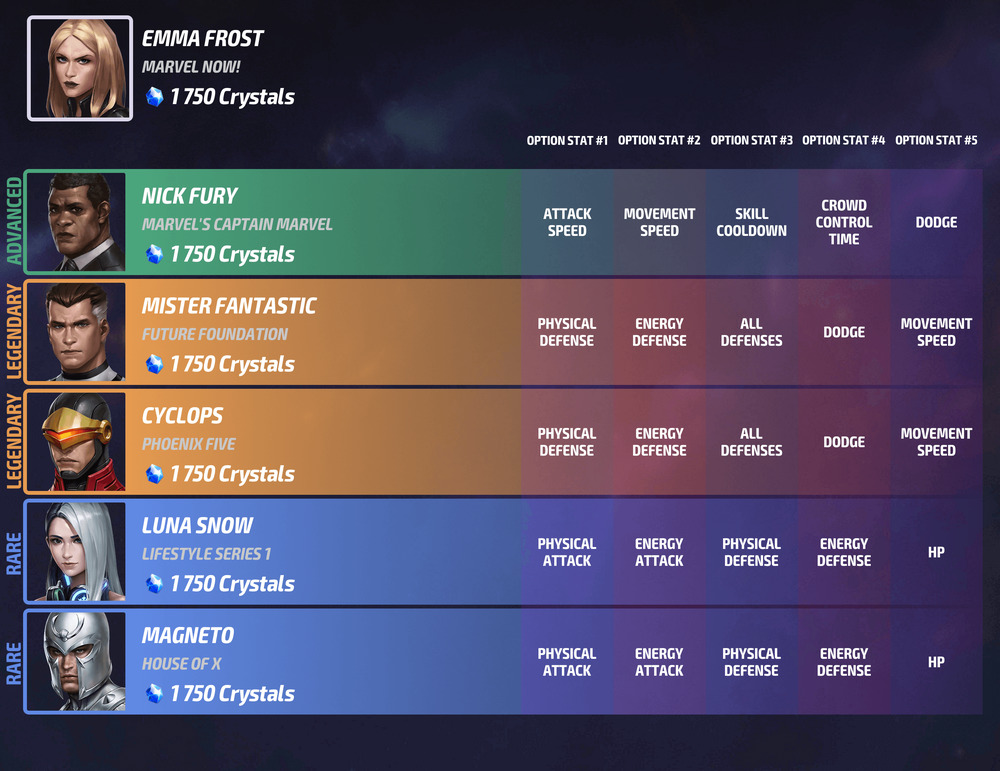 EMMA FROST
MARVEL NOW!
1 750 Crystals
OPTION STAT #1 OPTION STAT #2 OPTION STAT #3 OPTION STAT #4 OPTION STAT #5
ADVANCED
NICK FURY
MARVEL'S CAPTAIN MARVEL
1 750 Crystals
ATTACK
SPEED
MOVEMENT
SPEED
SKILL
COOLDOWN
CROWD
CONTROL
TIME
DODGE
LEGENDARY
MISTER FANTASTIC
FUTURE FOUNDATION
1 750 Crystals
PHYSICAL
DEFENSE
ENERGY
DEFENSE
ALL
DEFENSES
DODGE
MOVEMENT
SPEED
LEGENDARY
CYCLOPS
PHOENIX FIVE
1 750 Crystals
PHYSICAL
DEFENSE
ENERGY
DEFENSE
ALL
DEFENSES
DODGE
MOVEMENT
SPEED
RARE
LUNA SNOW
LIFESTYLE SERIES 1
1 750 Crystals
PHYSICAL
ATTACK
ENERGY
ATTACK
PHYSICAL
DEFENSE
ENERGY
DEFENSE
HP
RARE
MAGNETO
HOUSE OF X
1 750 Crystals
PHYSICAL
ATTACK
ENERGY
ATTACK
PHYSICAL
DEFENSE
ENERGY
DEFENSE
HP